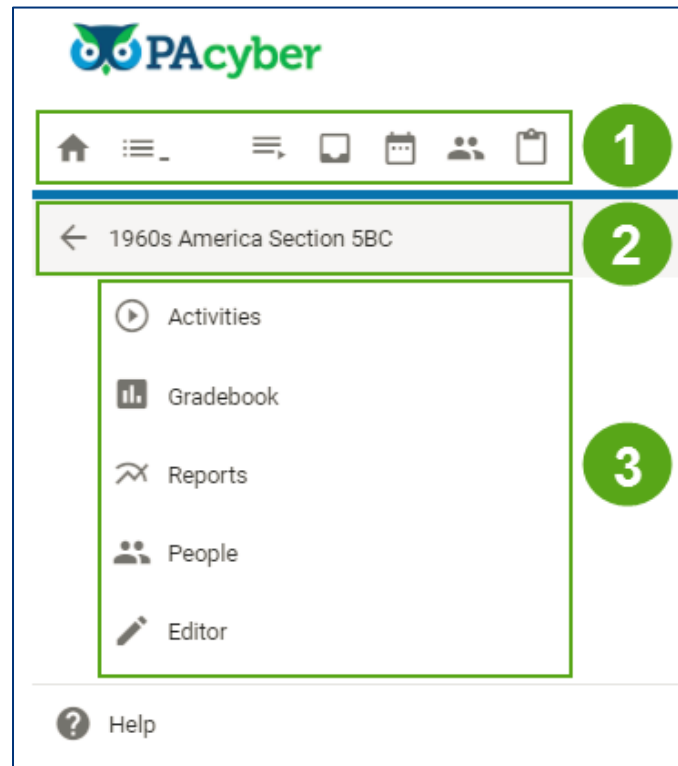 PAcyber
1
1960s America Section 5BC
2
Activities
Gradebook
Reports
3
People
Editor
Help